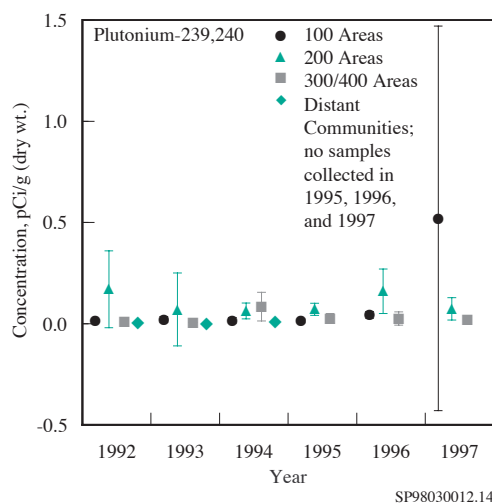 Plutonium-239,240
100 Areas
200 Areas
300/400 Areas
Distant
Communities;
no samples
collected in
1995, 1996,
and 1997
Concentration, pCi/g (dry wt.)
1.5
1.0
0.5
0.0
-0.5
1992 1993 1994 1995 1996 1997
Year
SP98030012.14